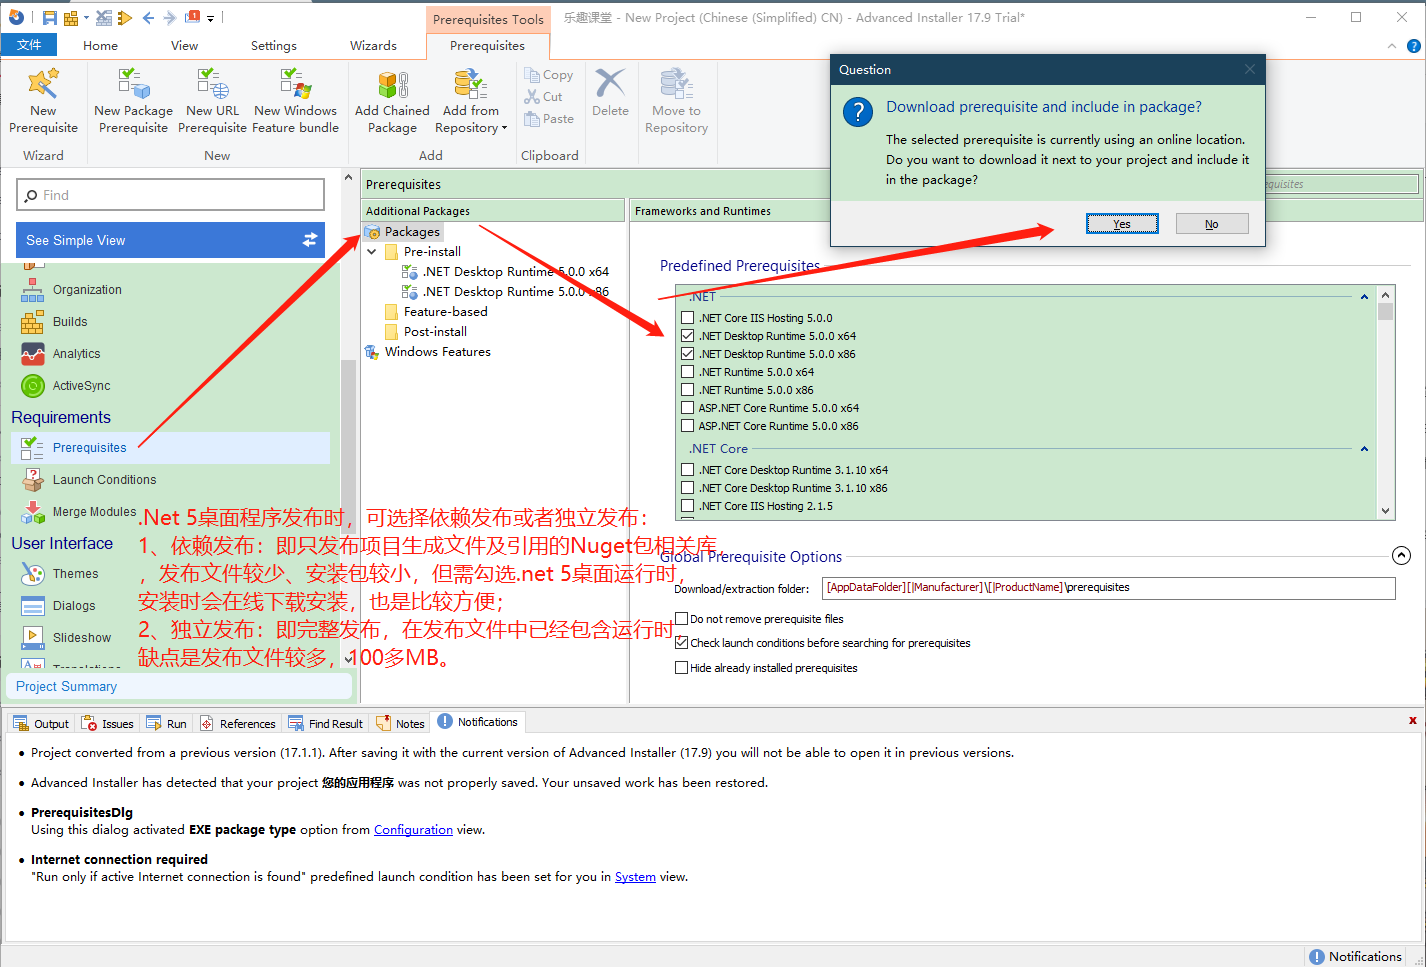 Prerequisites Tools
乐趣课堂 - New Project (Chinese (Simplified) CN) - Advanced Installer 17.9 Trial*
文件
Home
View
Settings
Wizards
Prerequisites
New Prerequisite
New Package Prerequisite
New URL Prerequisite
New Windows Feature bundle
Add Chained Package
Add from Repository
Copy
Cut
Paste
Delete
Move to Repository
Wizard
New
Add
Clipboard
Question
Download prerequisite and include in package?
The selected prerequisite is currently using an online location.
Do you want to download it next to your project and include it
in the package?
Yes
No
Find
See Simple View
Organization
Builds
Analytics
ActiveSync
Requirements
Prerequisites
Launch Conditions
Merge Modules
User Interface
Themes
Dialogs
Slideshow
Translations
Project Summary
Prerequisites
Additional Packages
Packages
Pre-install
.NET Desktop Runtime 5.0.0 x64
.NET Desktop Runtime 5.0.0 x86
Feature-based
Post-install
Windows Features
Frameworks and Runtimes
Predefined Prerequisites
.NET
.NET Core IIS Hosting 5.0.0
.NET Desktop Runtime 5.0.0 x64
.NET Desktop Runtime 5.0.0 x86
.NET Runtime 5.0.0 x64
.NET Runtime 5.0.0 x86
ASP.NET Core Runtime 5.0.0 x64
ASP.NET Core Runtime 5.0.0 x86
.NET Core
.NET Core Desktop Runtime 3.1.10 x64
.NET Core Desktop Runtime 3.1.10 x86
.NET Core IIS Hosting 2.1.5
Global Prerequisite Options
Download/extraction folder:
[AppDataFolder][|Manufacturer]\[|ProductName]\prerequisites
Do not remove prerequisite files
Check launch conditions before searching for prerequisites
Hide already installed prerequisites
.Net 5桌面程序发布时，可选择依赖发布或者独立发布：
1、依赖发布：即只发布项目生成文件及引用的Nuget包相关库，
，发布文件较少、安装包较小，但需勾选.net 5桌面运行时，
安装时会在线下载安装，也是比较方便；
2、独立发布：即完整发布，在发布文件中已经包含运行时，
缺点是发布文件较多，100多MB。
Output
Issues
Run
References
Find Result
Notes
Notifications
Project converted from a previous version (17.1.1). After saving it with the current version of Advanced Installer (17.9) you will not be able to open it in previous versions.
Advanced Installer has detected that your project 您的应用程序 was not properly saved. Your unsaved work has been restored.
PrerequisitesDlg
Using this dialog activated EXE package type option from Configuration view.
Internet connection required
"Run only if active Internet connection is found" predefined launch condition has been set for you in System view.
Notifications